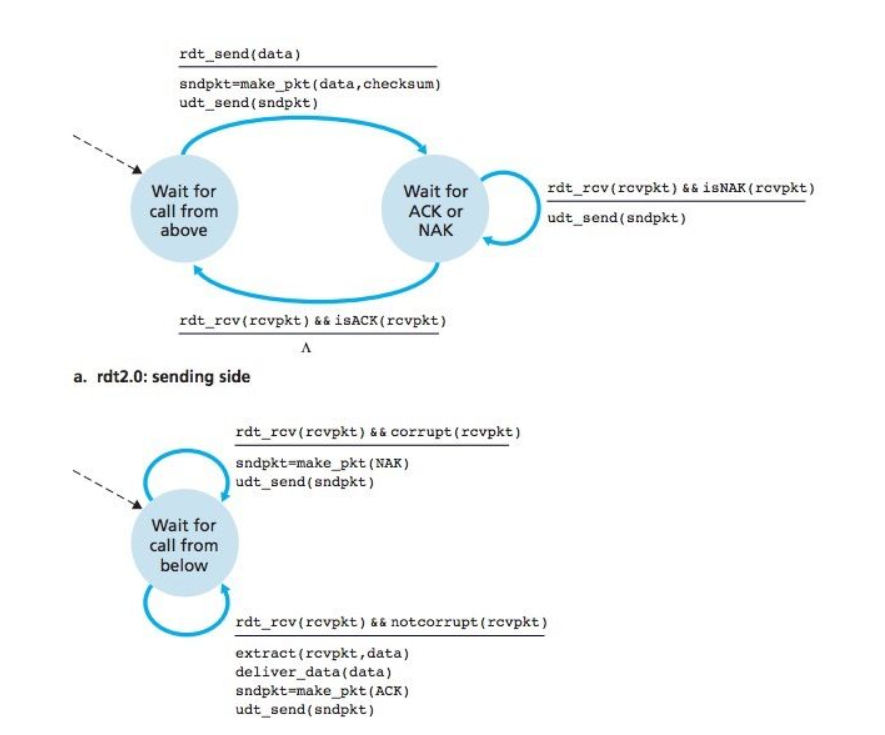 rdt_send(data)
sndpkt=make_pkt(data,checksum)
udt_send(sndpkt)
Wait for
call from
above
Wait for
ACK or
NAK
rdt_rcv(rcvpkt) && isNAK(rcvpkt)
udt_send(sndpkt)
rdt_rcv(rcvpkt) && isACK(rcvpkt)
Λ
a. rdt2.0: sending side
rdt_rcv(rcvpkt) && corrupt(rcvpkt)
sndpkt=make_pkt(NAK)
udt_send(sndpkt)
Wait for
call from
below
rdt_rcv(rcvpkt) && notcorrupt(rcvpkt)
extract(rcvpkt,data)
deliver_data(data)
sndpkt=make_pkt(ACK)
udt_send(sndpkt)